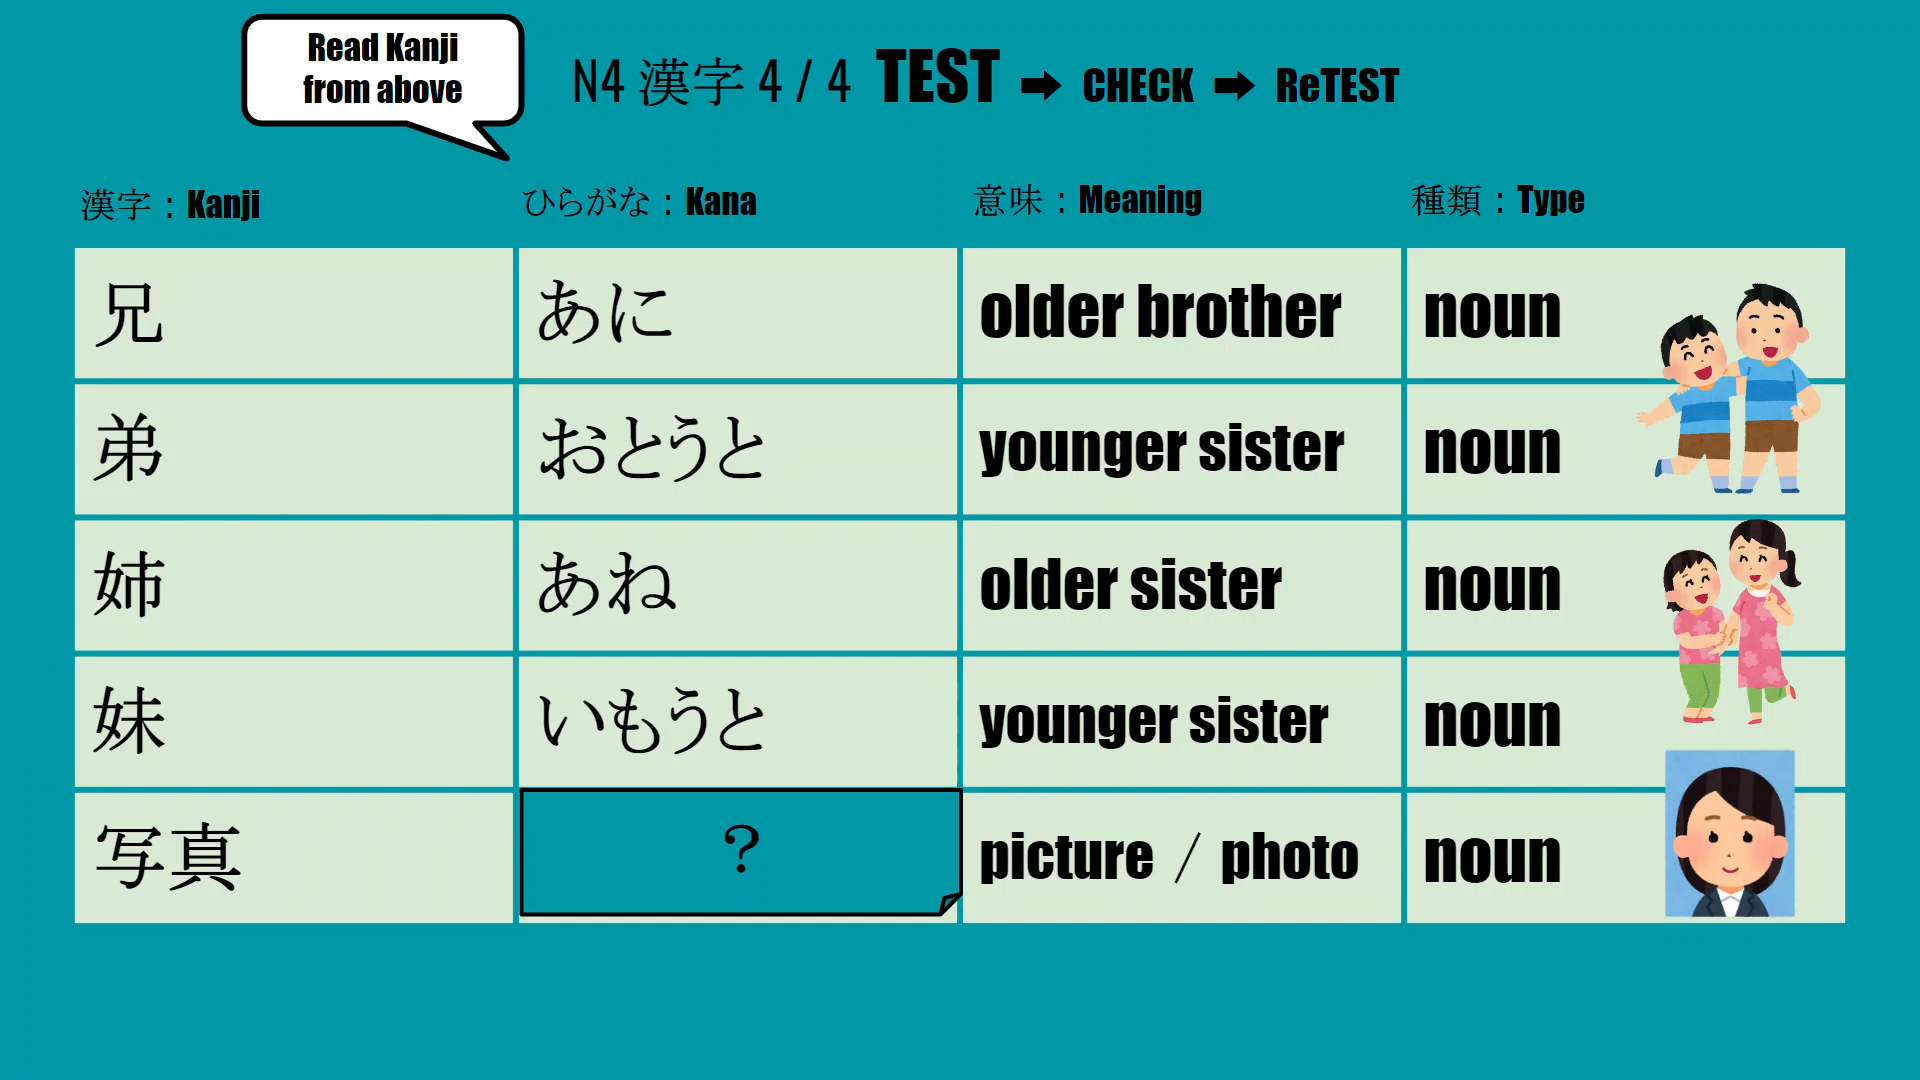 Read Kanji
from above
N4 漢字 4 / 4 TEST ➡ CHECK ➡ ReTEST
漢字：Kanji ひらがな：Kana 意味：Meaning 種類：Type
兄 あに older brother noun
弟 おとうと younger sister noun
姉 あね older sister noun
妹 いもうと younger sister noun
写真 ？ picture ／ photo noun